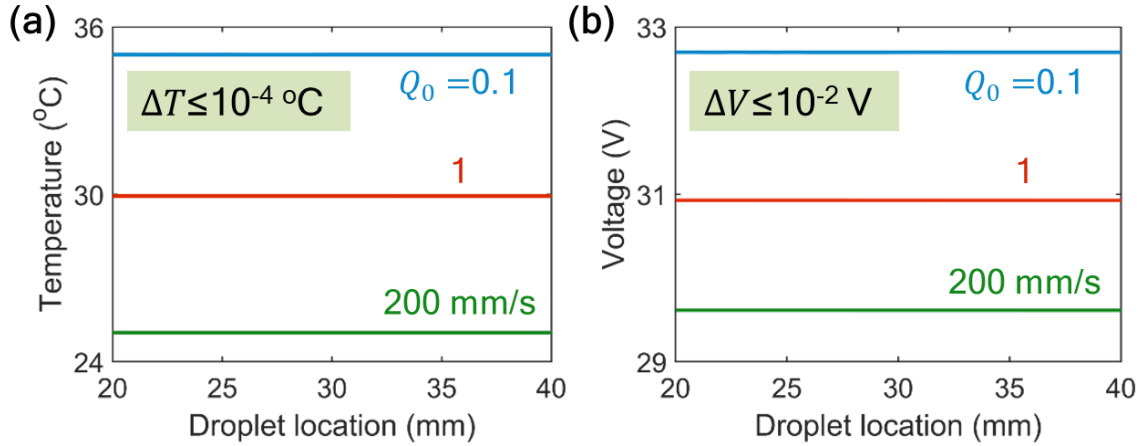 (a)
36
30
24
Temperature (°C)
ΔT≤10⁻⁴ °C
Q₀ =0.1
1
200 mm/s
20 25 30 35 40
Droplet location (mm)
(b)
33
31
29
Voltage (V)
ΔV≤10⁻² V
Q₀ =0.1
1
200 mm/s
20 25 30 35 40
Droplet location (mm)